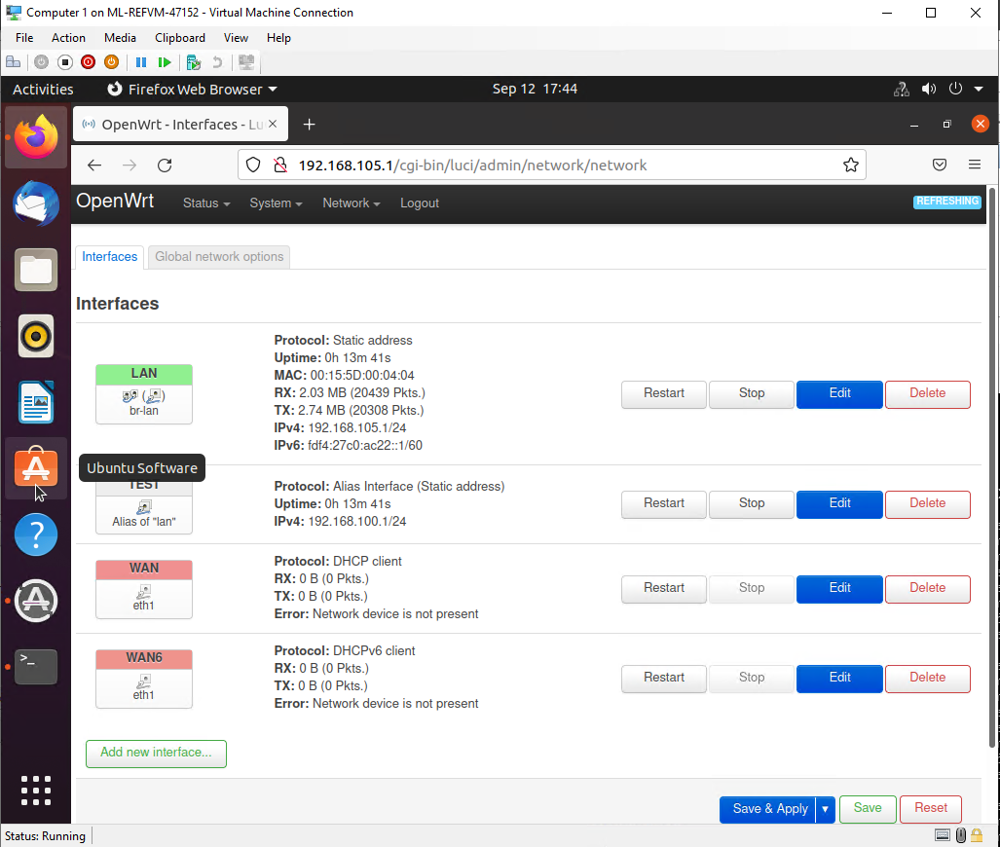 Computer 1 on ML-REFVM-47152 - Virtual Machine Connection
File Action Media Clipboard View Help
Activities Firefox Web Browser Sep 12 17:44
OpenWrt - Interfaces - Lu
192.168.105.1/cgi-bin/luci/admin/network/network
OpenWrt Status System Network Logout REFRESHING
Interfaces Global network options
Interfaces
LAN
br-lan
Protocol: Static address
Uptime: 0h 13m 41s
MAC: 00:15:5D:00:04:04
RX: 2.03 MB (20439 Pkts.)
TX: 2.74 MB (20308 Pkts.)
IPv4: 192.168.105.1/24
IPv6: fdf4:27c0:ac22::1/60
Restart Stop Edit Delete
Ubuntu Software
TEST
Alias of "lan"
Protocol: Alias Interface (Static address)
Uptime: 0h 13m 41s
IPv4: 192.168.100.1/24
Restart Stop Edit Delete
WAN
eth1
Protocol: DHCP client
RX: 0 B (0 Pkts.)
TX: 0 B (0 Pkts.)
Error: Network device is not present
Restart Stop Edit Delete
WAN6
eth1
Protocol: DHCPv6 client
RX: 0 B (0 Pkts.)
TX: 0 B (0 Pkts.)
Error: Network device is not present
Restart Stop Edit Delete
Add new interface...
Save & Apply Save Reset
Status: Running